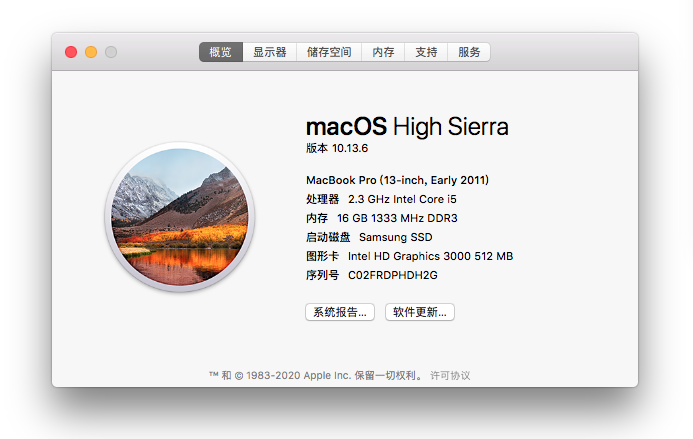 概览 显示器 储存空间 内存 支持 服务
macOS High Sierra
版本 10.13.6
MacBook Pro (13-inch, Early 2011)
处理器 2.3 GHz Intel Core i5
内存 16 GB 1333 MHz DDR3
启动磁盘 Samsung SSD
图形卡 Intel HD Graphics 3000 512 MB
序列号 C02FRDPHDH2G
系统报告... 软件更新...
™ 和 © 1983-2020 Apple Inc. 保留一切权利。 许可协议